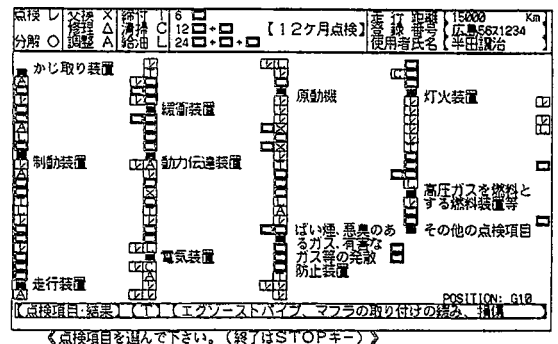 点検 レ 交換 × 締付 T 6 □
修理 △ 清掃 C 12 □+□ 【12ケ月点検】
分解 ○ 調整 A 給油 L 24 □+□+□
走行 距離 15000 Km
登録 番号 広島56ｽ1234
使用者氏名 半田讓治
かじ取り装置
制動装置
走行装置
緩衝装置
動力伝達装置
電気装置
原動機
ばい煙、悪臭のあ
るガス、有害な
ガス等の発散
防止装置
灯火装置
高圧ガスを燃料と
する燃料装置等
その他の点検項目
POSITION: G10
【点検項目・結果】【T】【エグゾーストパイプ、マフラの取り付けの緩み、損傷
《点検項目を選んで下さい。(終了はSTOPキー)》